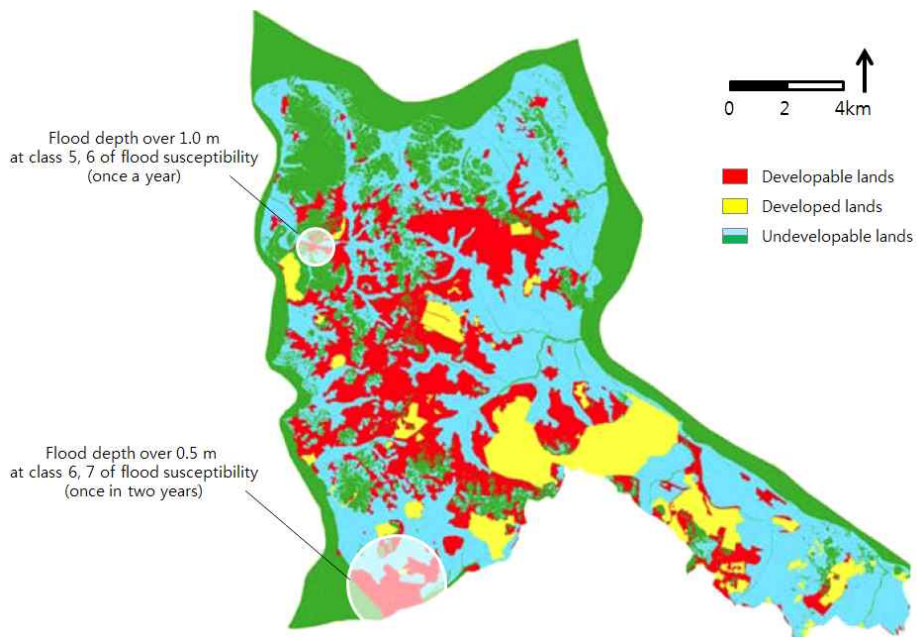 Flood depth over 1.0 m
at class 5, 6 of flood susceptibility
(once a year)
0 2 4km
Developable lands
Developed lands
Undevelopable lands
Flood depth over 0.5 m
at class 6, 7 of flood susceptibility
(once in two years)